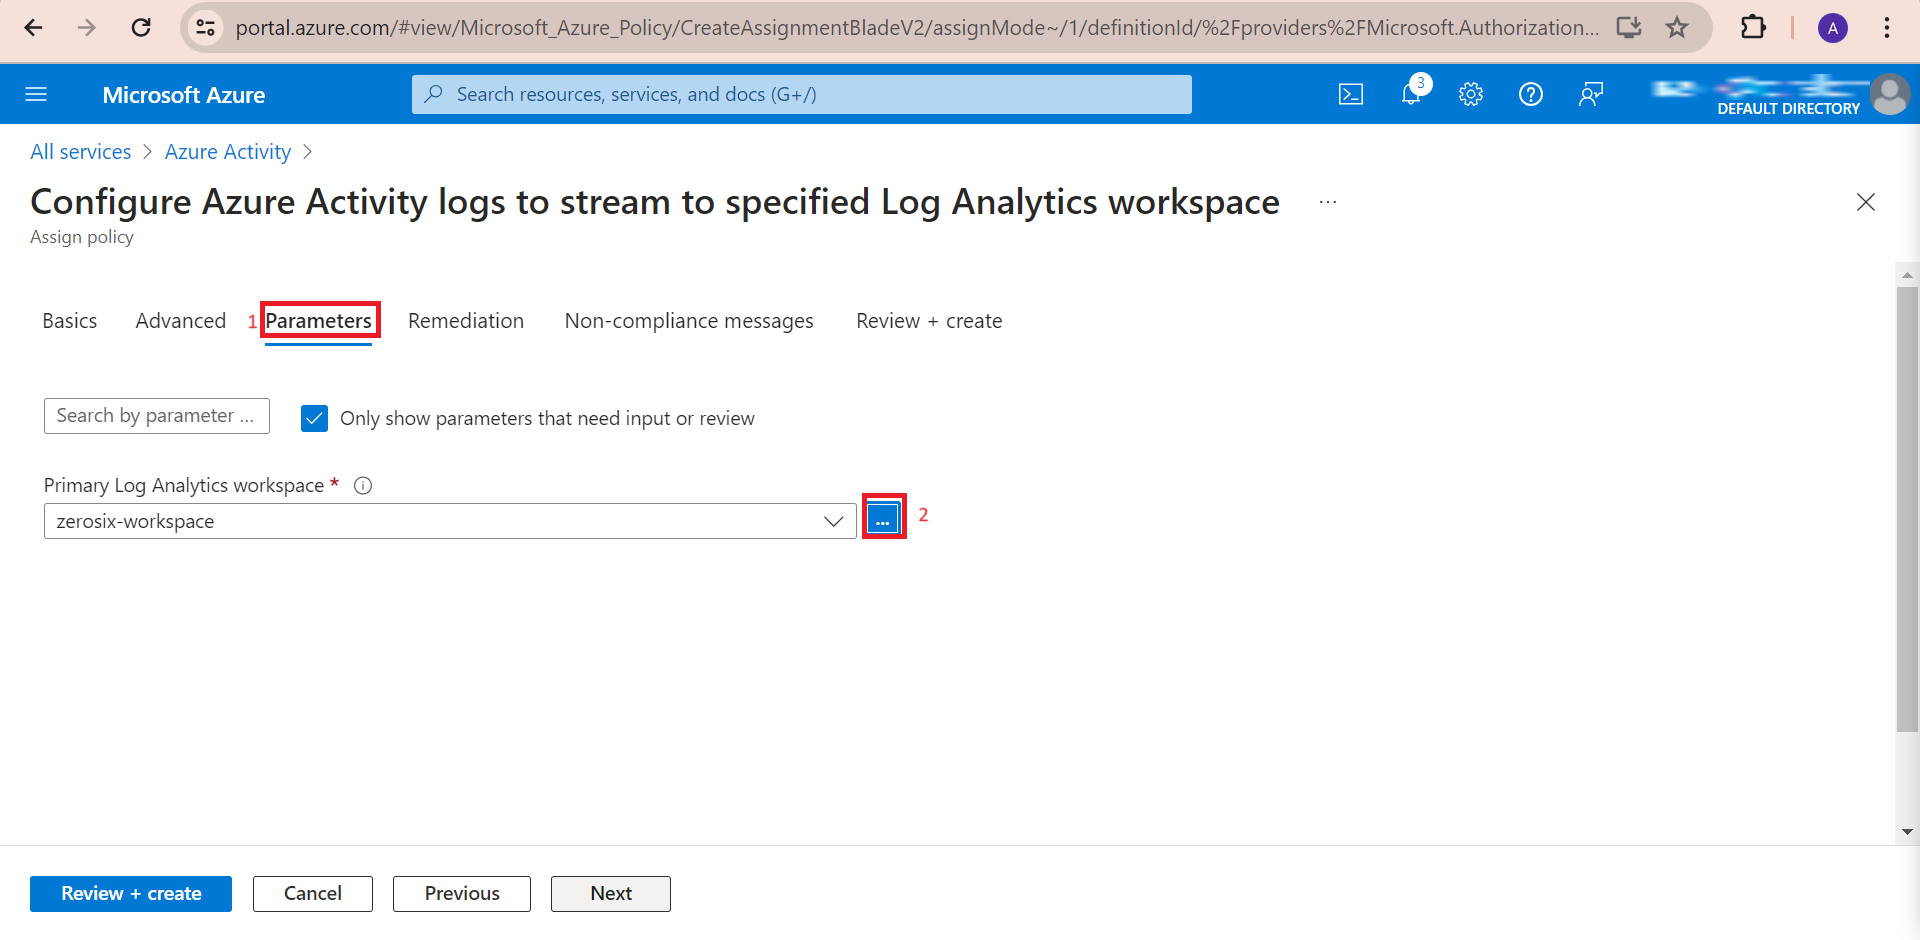 portal.azure.com/#view/Microsoft_Azure_Policy/CreateAssignmentBladeV2/assignMode~/1/definitionId/%2Fproviders%2FMicrosoft.Authorization...
A
Microsoft Azure
Search resources, services, and docs (G+/)
3
DEFAULT DIRECTORY
All services > Azure Activity >
Configure Azure Activity logs to stream to specified Log Analytics workspace ...
Assign policy
Basics Advanced 1 Parameters Remediation Non-compliance messages Review + create
Search by parameter ... Only show parameters that need input or review
Primary Log Analytics workspace *
zerosix-workspace ... 2
Review + create Cancel Previous Next